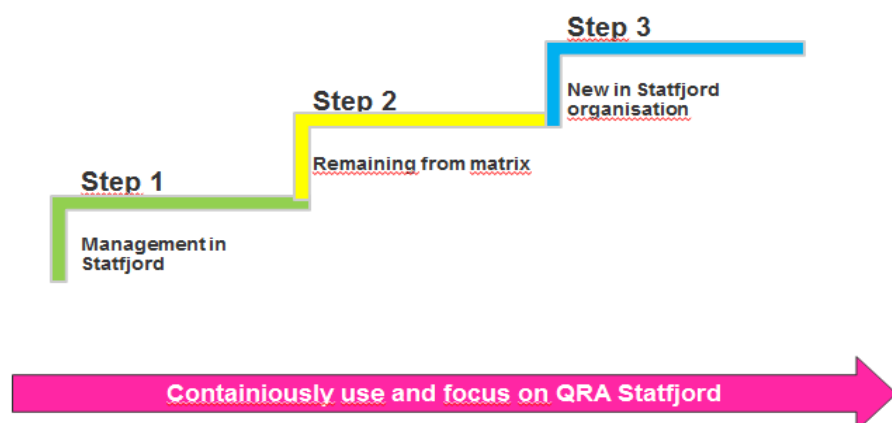 Step 1
Management in
Statfjord
Step 2
Remaining from matrix
Step 3
New in Statfjord
organisation
Containiously use and focus on QRA Statfjord